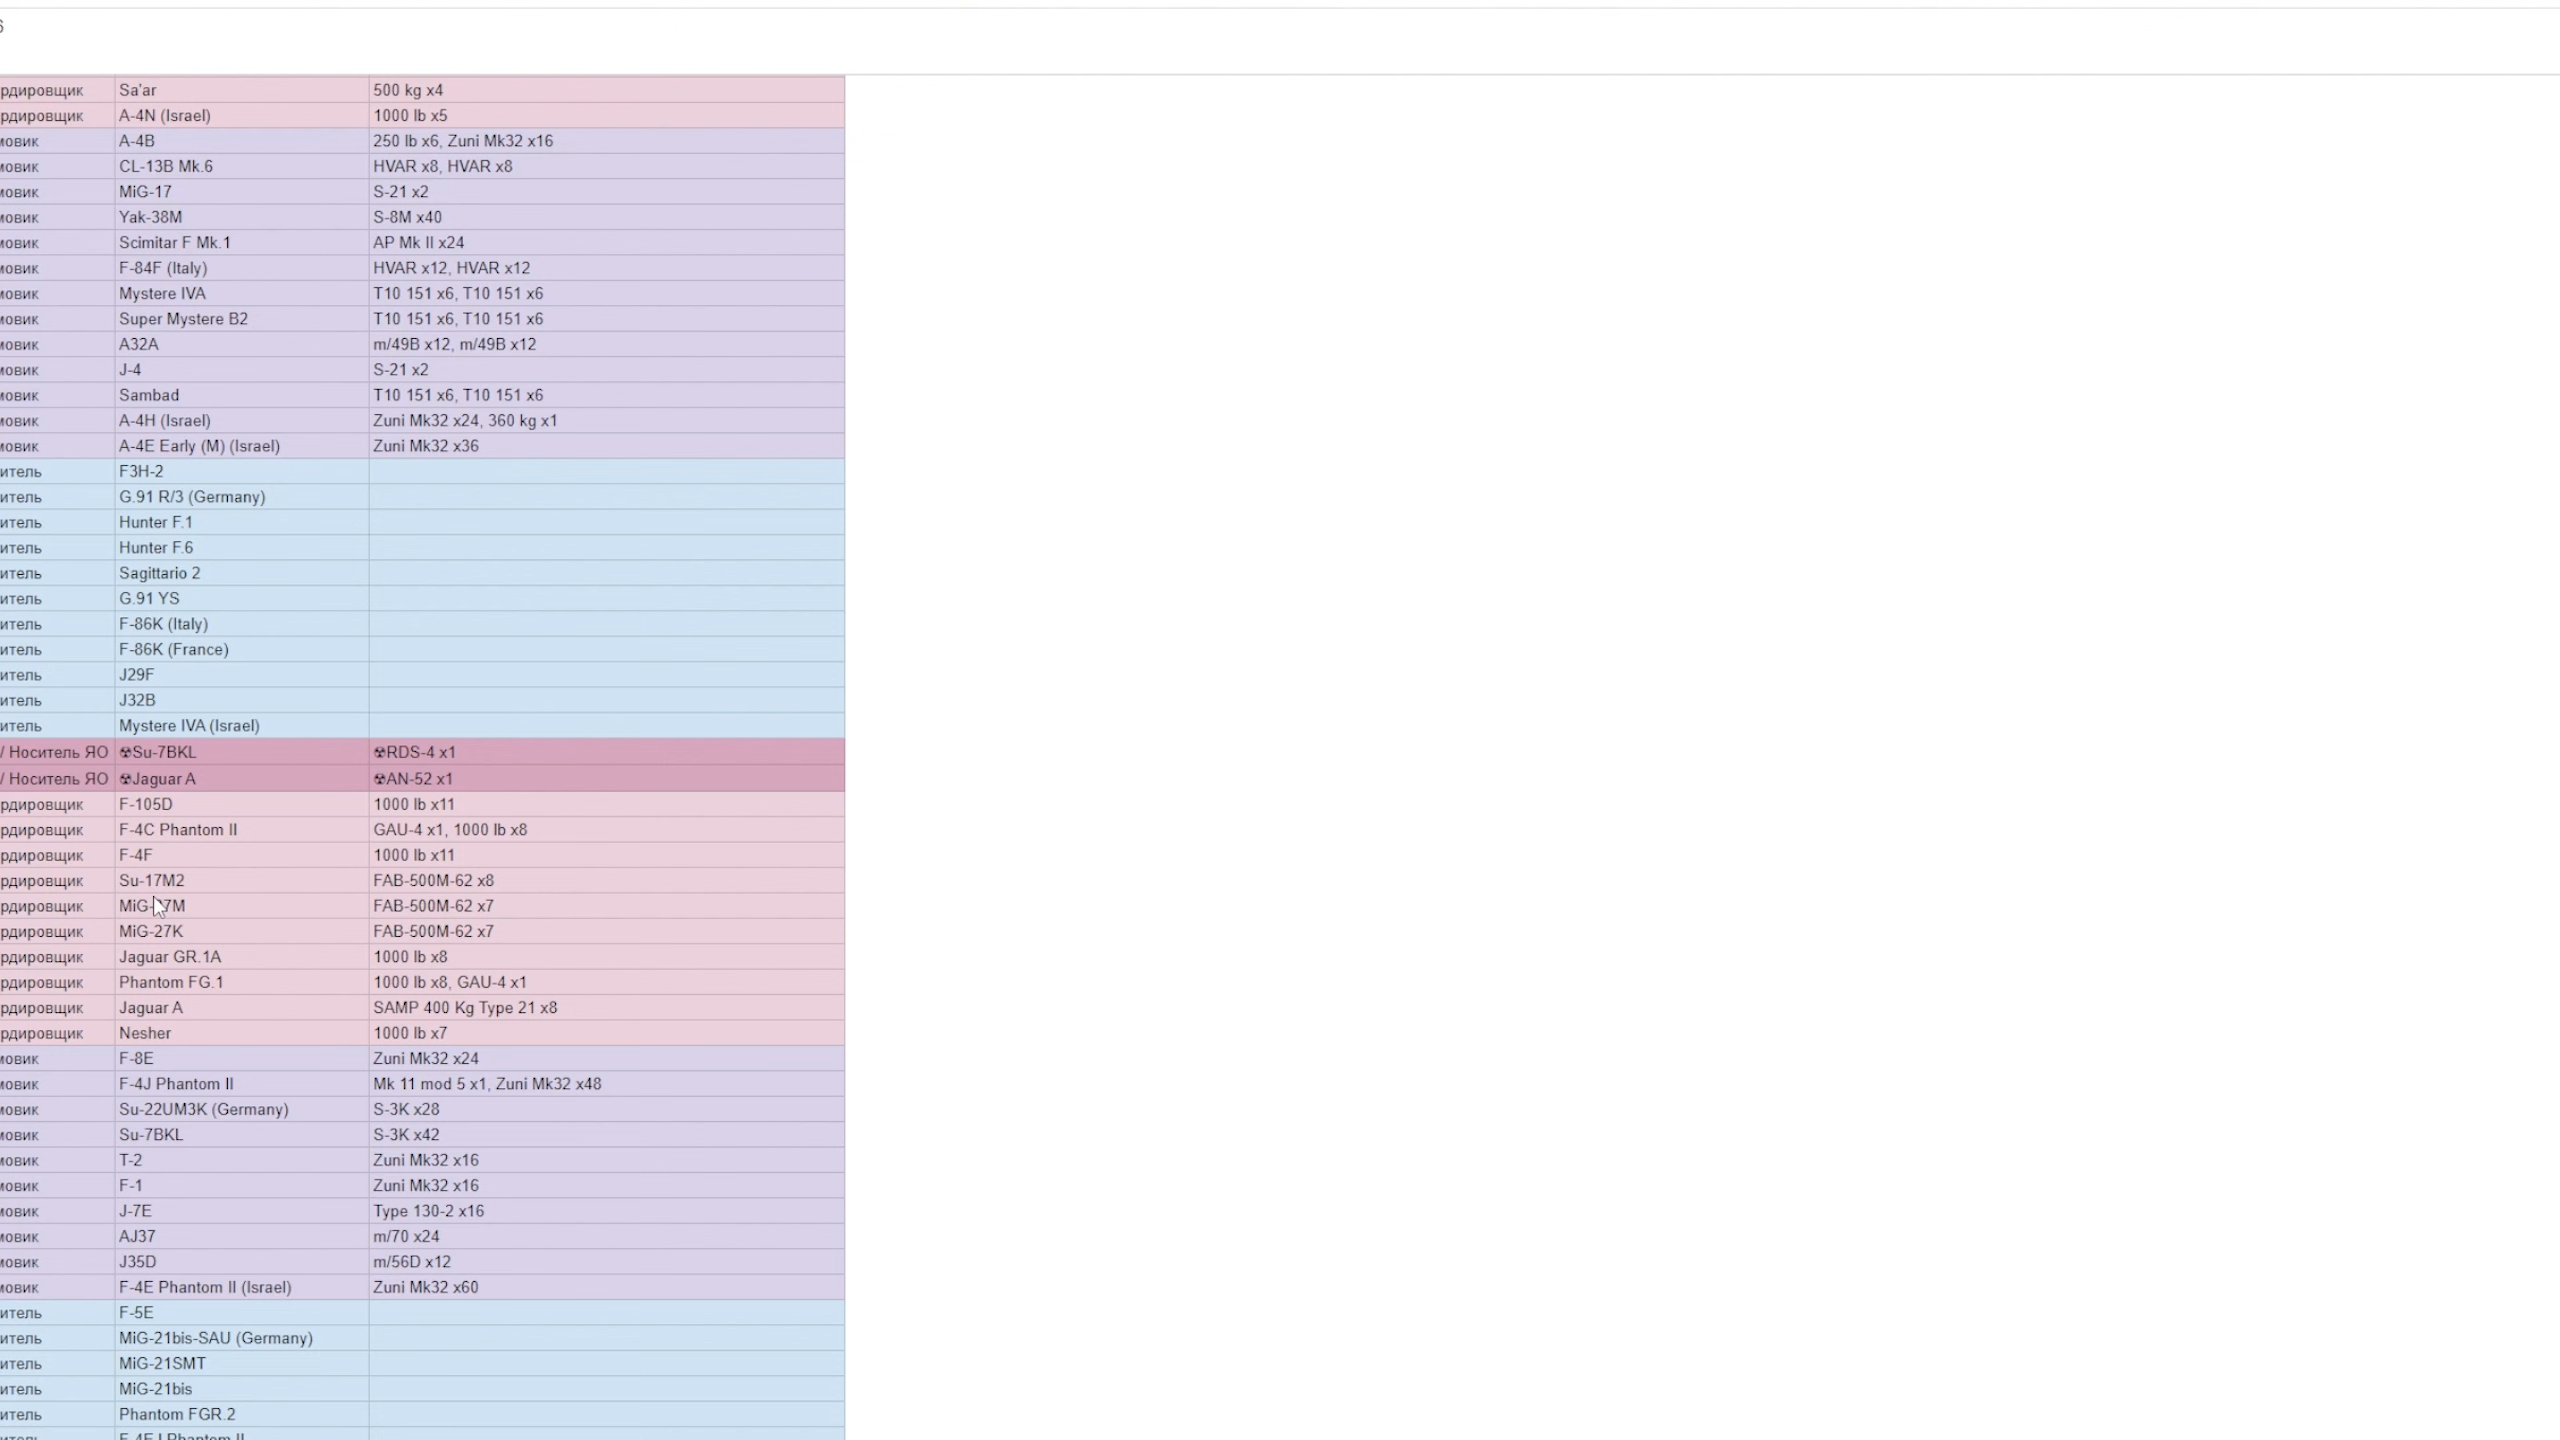 6
рдировщик Sa'ar 500 kg x4
рдировщик A-4N (Israel) 1000 lb x5
мовик A-4B 250 lb x6, Zuni Mk32 x16
мовик CL-13B Mk.6 HVAR x8, HVAR x8
мовик MiG-17 S-21 x2
мовик Yak-38M S-8M x40
мовик Scimitar F Mk.1 AP Mk II x24
мовик F-84F (Italy) HVAR x12, HVAR x12
мовик Mystere IVA T10 151 x6, T10 151 x6
мовик Super Mystere B2 T10 151 x6, T10 151 x6
мовик A32A m/49B x12, m/49B x12
мовик J-4 S-21 x2
мовик Sambad T10 151 x6, T10 151 x6
мовик A-4H (Israel) Zuni Mk32 x24, 360 kg x1
мовик A-4E Early (M) (Israel) Zuni Mk32 x36
итель F3H-2
итель G.91 R/3 (Germany)
итель Hunter F.1
итель Hunter F.6
итель Sagittario 2
итель G.91 YS
итель F-86K (Italy)
итель F-86K (France)
итель J29F
итель J32B
итель Mystere IVA (Israel)
/ Носитель ЯО ☢Su-7BKL ☢RDS-4 x1
/ Носитель ЯО ☢Jaguar A ☢AN-52 x1
рдировщик F-105D 1000 lb x11
рдировщик F-4C Phantom II GAU-4 x1, 1000 lb x8
рдировщик F-4F 1000 lb x11
рдировщик Su-17M2 FAB-500M-62 x8
рдировщик FAB-500M-62 x7
рдировщик MiG-27K FAB-500M-62 x7
рдировщик Jaguar GR.1A 1000 lb x8
рдировщик Phantom FG.1 1000 lb x8, GAU-4 x1
рдировщик Jaguar A SAMP 400 Kg Type 21 x8
рдировщик Nesher 1000 lb x7
мовик F-8E Zuni Mk32 x24
мовик F-4J Phantom II Mk 11 mod 5 x1, Zuni Mk32 x48
мовик Su-22UM3K (Germany) S-3K x28
мовик Su-7BKL S-3K x42
мовик T-2 Zuni Mk32 x16
мовик F-1 Zuni Mk32 x16
мовик J-7E Type 130-2 x16
мовик AJ37 m/70 x24
мовик J35D m/56D x12
мовик F-4E Phantom II (Israel) Zuni Mk32 x60
итель F-5E
итель MiG-21bis-SAU (Germany)
итель MiG-21SMT
итель MiG-21bis
итель Phantom FGR.2